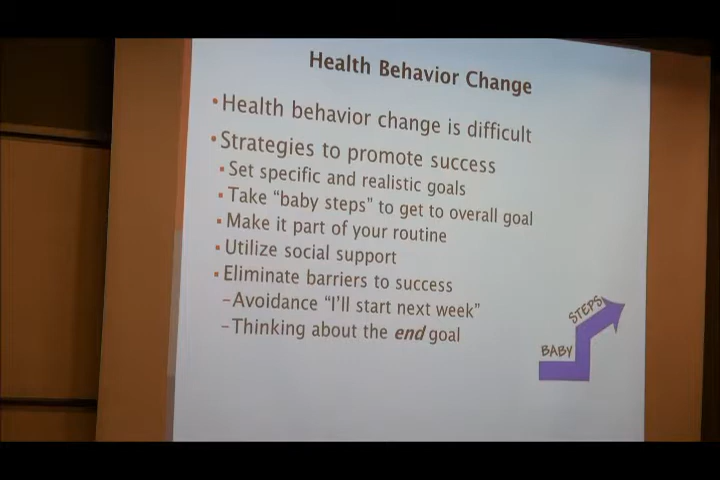 Health Behavior Change
•Health behavior change is difficult
•Strategies to promote success
▪Set specific and realistic goals
▪Take “baby steps” to get to overall goal
▪Make it part of your routine
▪Utilize social support
▪Eliminate barriers to success
–Avoidance “I’ll start next week”
–Thinking about the end goal
BABY
STEPS